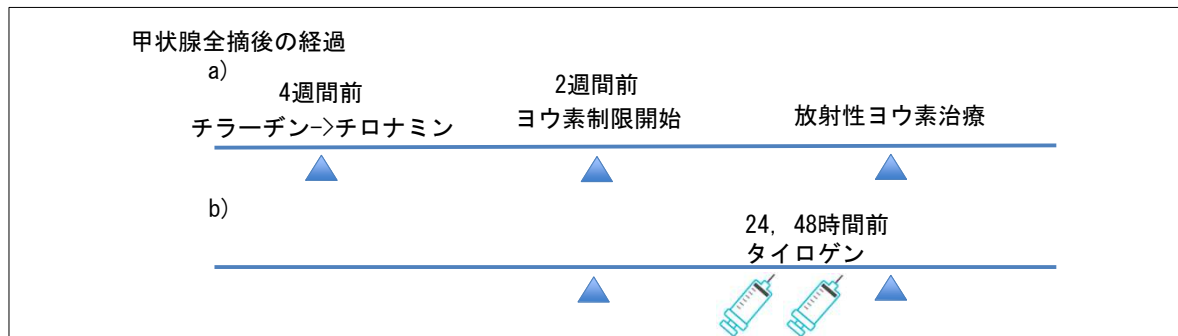 甲状腺全摘後の経過
a)
4週間前
チラーヂン->チロナミン
2週間前
ヨウ素制限開始
放射性ヨウ素治療
b)
24, 48時間前
タイロゲン